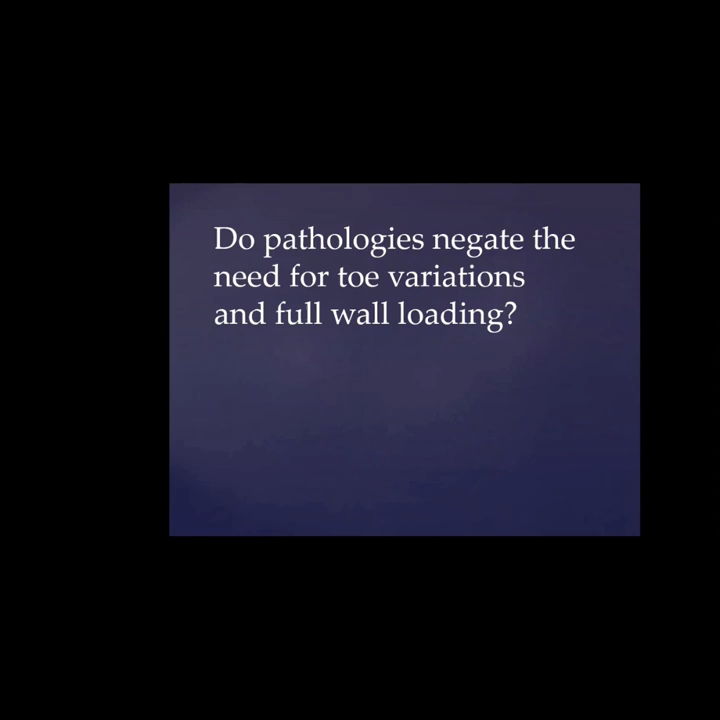 Do pathologies negate the
need for toe variations
and full wall loading?